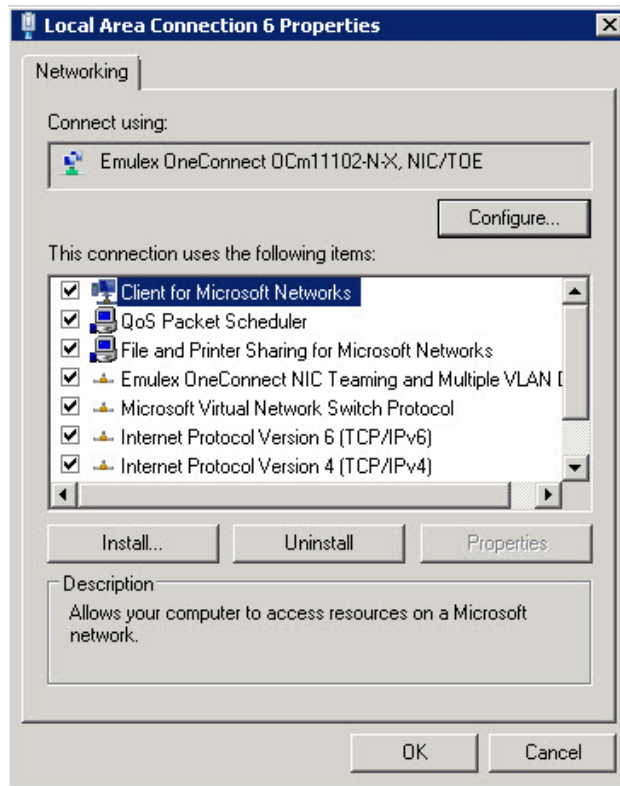 Local Area Connection 6 Properties
Networking
Connect using:
Emulex OneConnect OCm11102-N-X, NIC/TOE
Configure...
This connection uses the following items:
Client for Microsoft Networks
QoS Packet Scheduler
File and Printer Sharing for Microsoft Networks
Emulex OneConnect NIC Teaming and Multiple VLAN
Microsoft Virtual Network Switch Protocol
Internet Protocol Version 6 (TCP/IPv6)
Internet Protocol Version 4 (TCP/IPv4)
Install...
Uninstall
Properties
Description
Allows your computer to access resources on a Microsoft
network.
OK
Cancel